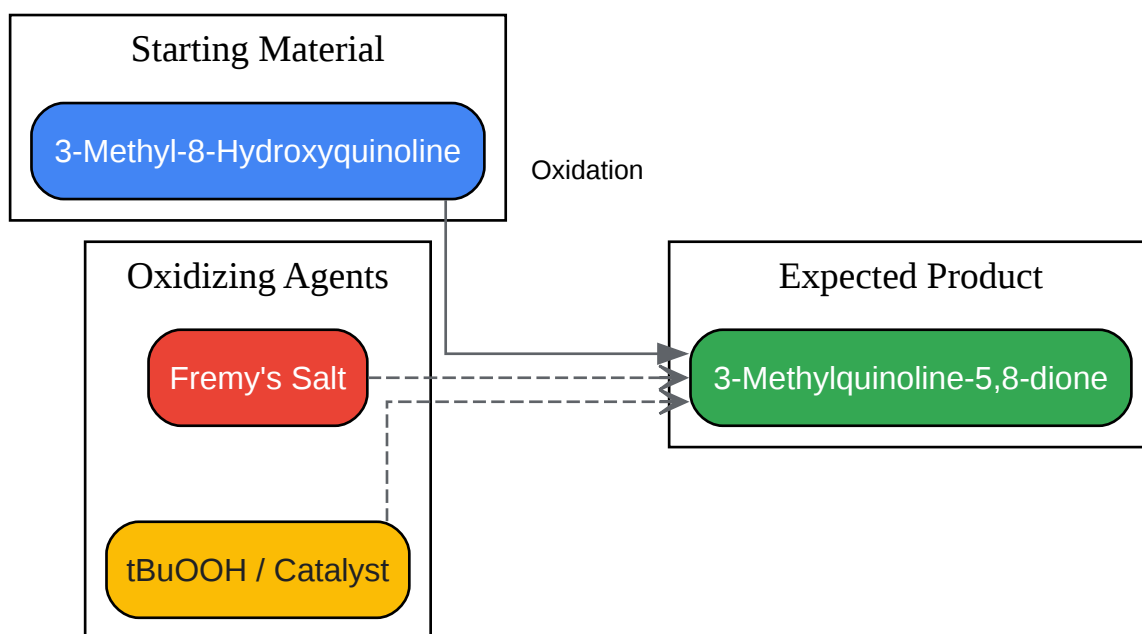 Starting Material
3-Methyl-8-Hydroxyquinoline
Oxidation
Oxidizing Agents
Fremy's Salt
tBuOOH / Catalyst
Expected Product
3-Methylquinoline-5,8-dione